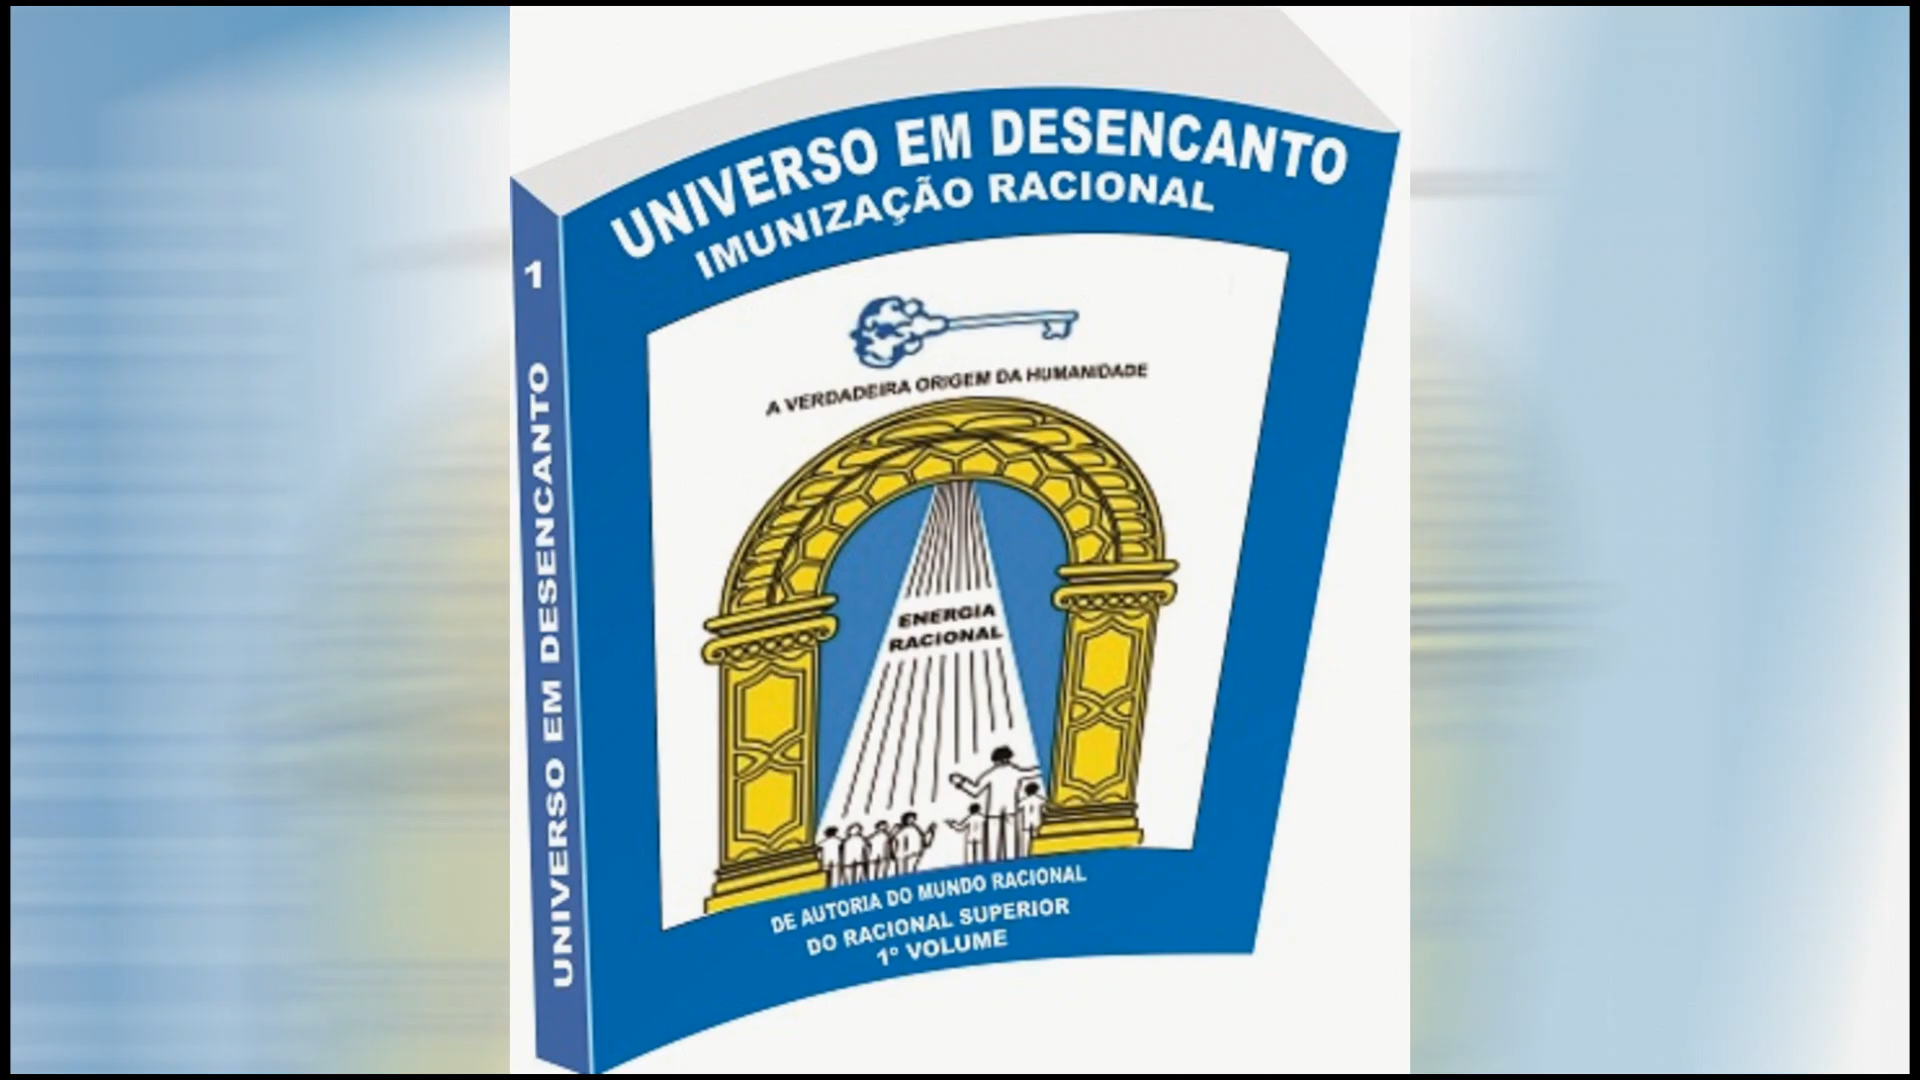 UNIVERSO EM DESENCANTO
IMUNIZAÇÃO RACIONAL
A VERDADEIRA ORIGEM DA HUMANIDADE
ENERGIA
RACIONAL
DE AUTORIA DO MUNDO RACIONAL
DO RACIONAL SUPERIOR
1º VOLUME
1
UNIVERSO EM DESENCANTO